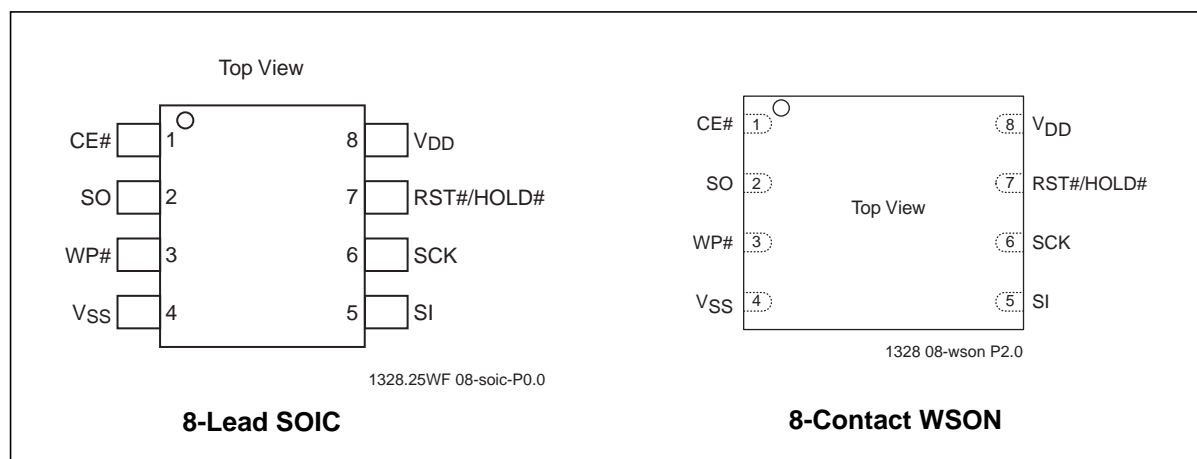 Top View
CE# 1 8 VDD
SO 2 7 RST#/HOLD#
WP# 3 6 SCK
VSS 4 5 SI
1328.25WF 08-soic-P0.0
8-Lead SOIC
CE# 1 8 VDD
SO 2 7 RST#/HOLD#
Top View
WP# 3 6 SCK
VSS 4 5 SI
1328 08-wson P2.0
8-Contact WSON